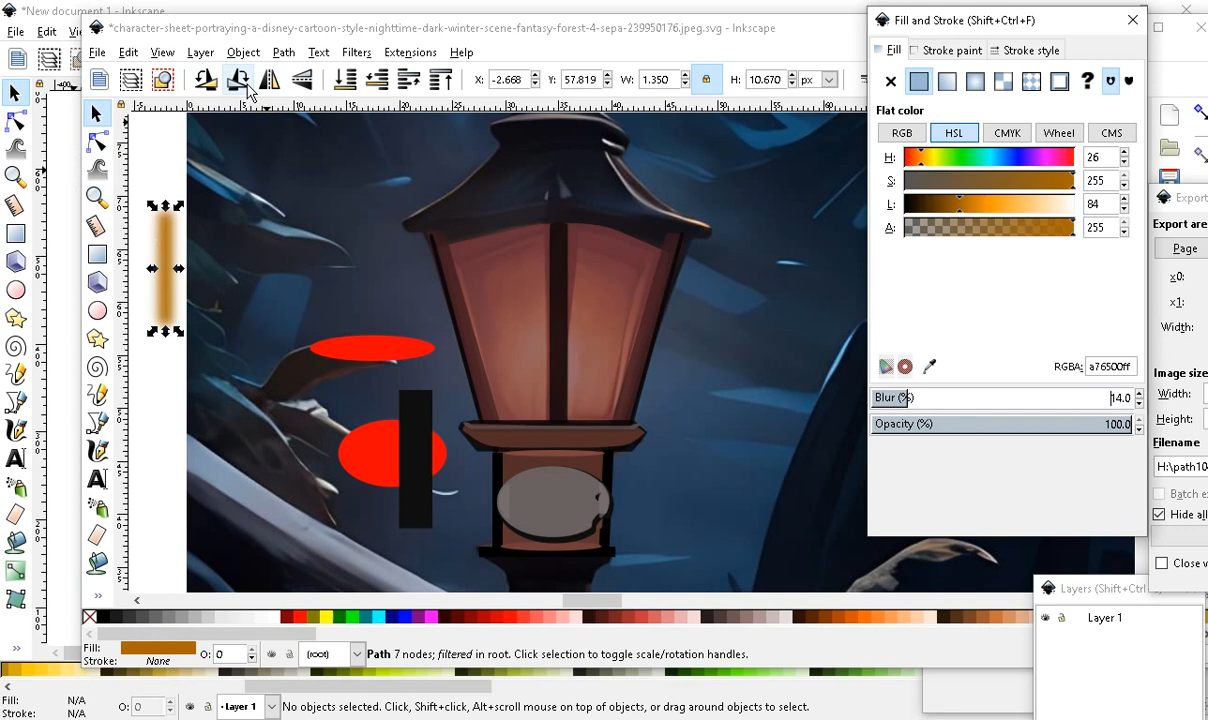 *New document 1 - Inkscape
*character-sheet-portraying-a-disney-cartoon-style-nighttime-dark-winter-scene-fantasy-forest-4-sepa-239950176.jpeg.svg - Inkscape
File Edit
File Edit View Layer Object Path Text Filters Extensions Help
X: -2.668 Y: 57.819 W: 1.350 H: 10.670 px
Fill and Stroke (Shift+Ctrl+F)
Fill Stroke paint Stroke style
Flat color
RGB HSL CMYK Wheel CMS
H: 26
S: 255
L: 84
A: 255
RGBA: a76500ff
Blur (%) 14.0
Opacity (%) 100.0
Export
Export are
Page
x0:
x1:
Width:
Image size
Width:
Height:
Filename
H:\path10
Batch e
Hide all
Close v
Layers (Shift+Ctrl
Layer 1
Fill:
Stroke: None
O: 0
(root)
Path 7 nodes; filtered in root. Click selection to toggle scale/rotation handles.
Fill: N/A
Stroke: N/A
O: 0
Layer 1
No objects selected. Click, Shift+click, Alt+scroll mouse on top of objects, or drag around objects to select.